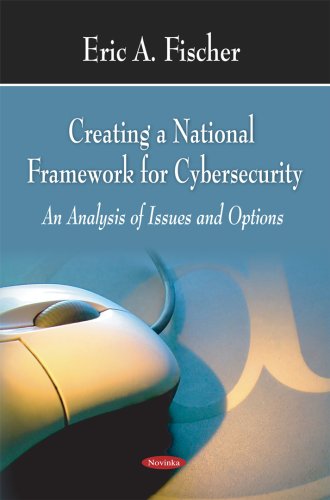 Eric A. Fischer
Creating a National
Framework for Cybersecurity
An Analysis of Issues and Options
Novinka